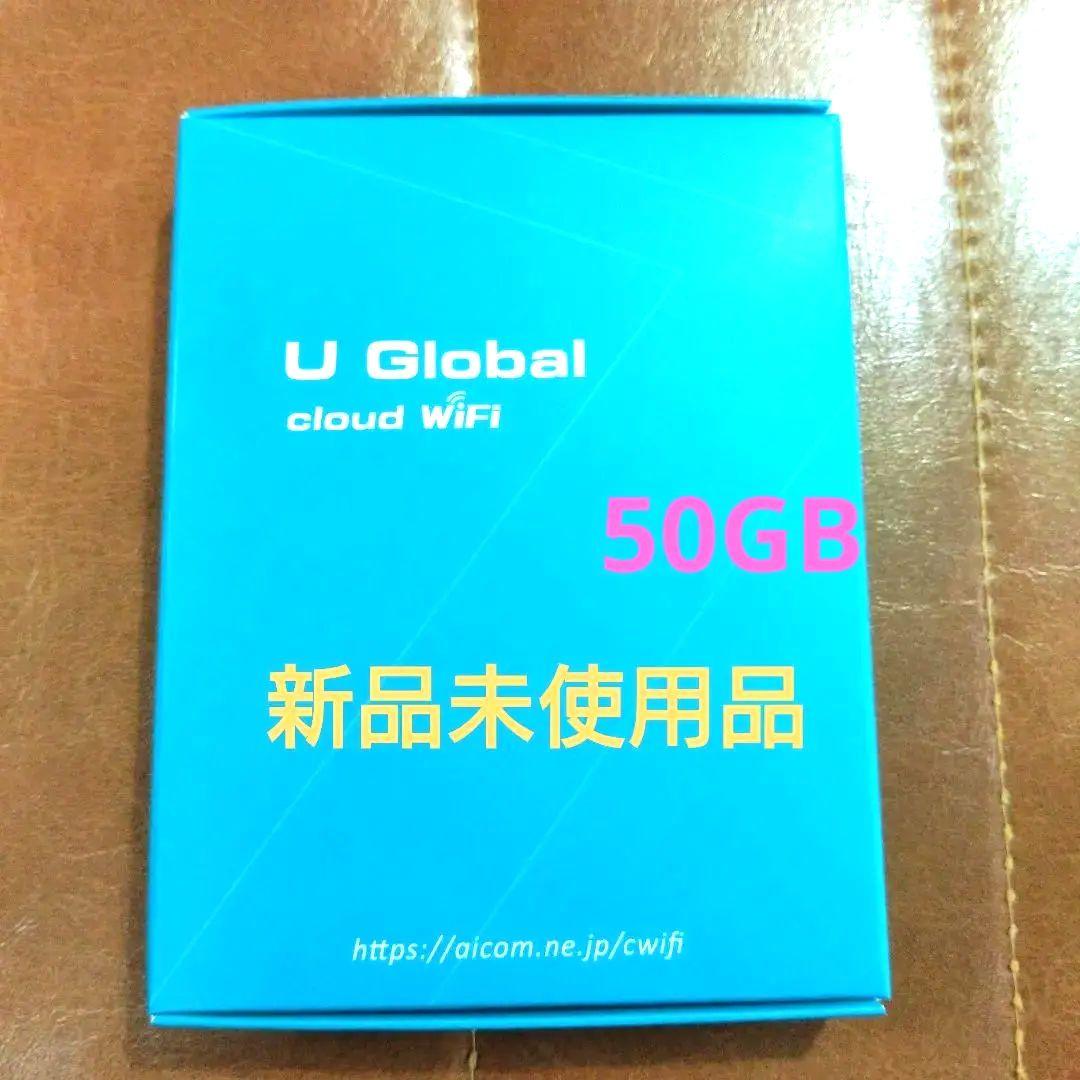 U Global
cloud WiFi
50GB
新品未使用品
https://aicom.ne.jp/cwifi